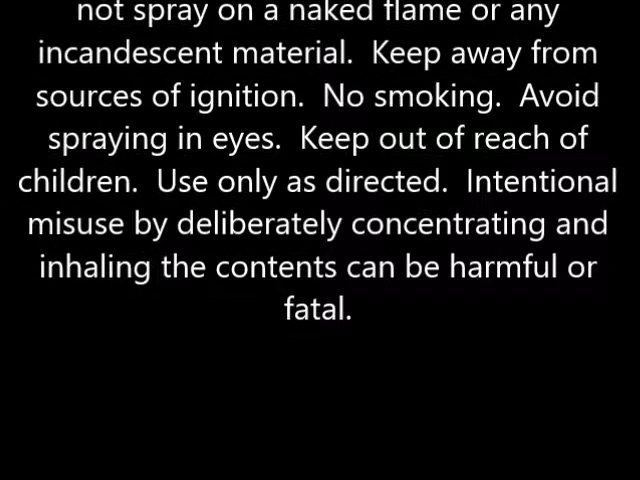 not spray on a naked flame or any
incandescent material.  Keep away from
sources of ignition.  No smoking.  Avoid
spraying in eyes.  Keep out of reach of
children.  Use only as directed.  Intentional
misuse by deliberately concentrating and
inhaling the contents can be harmful or
fatal.